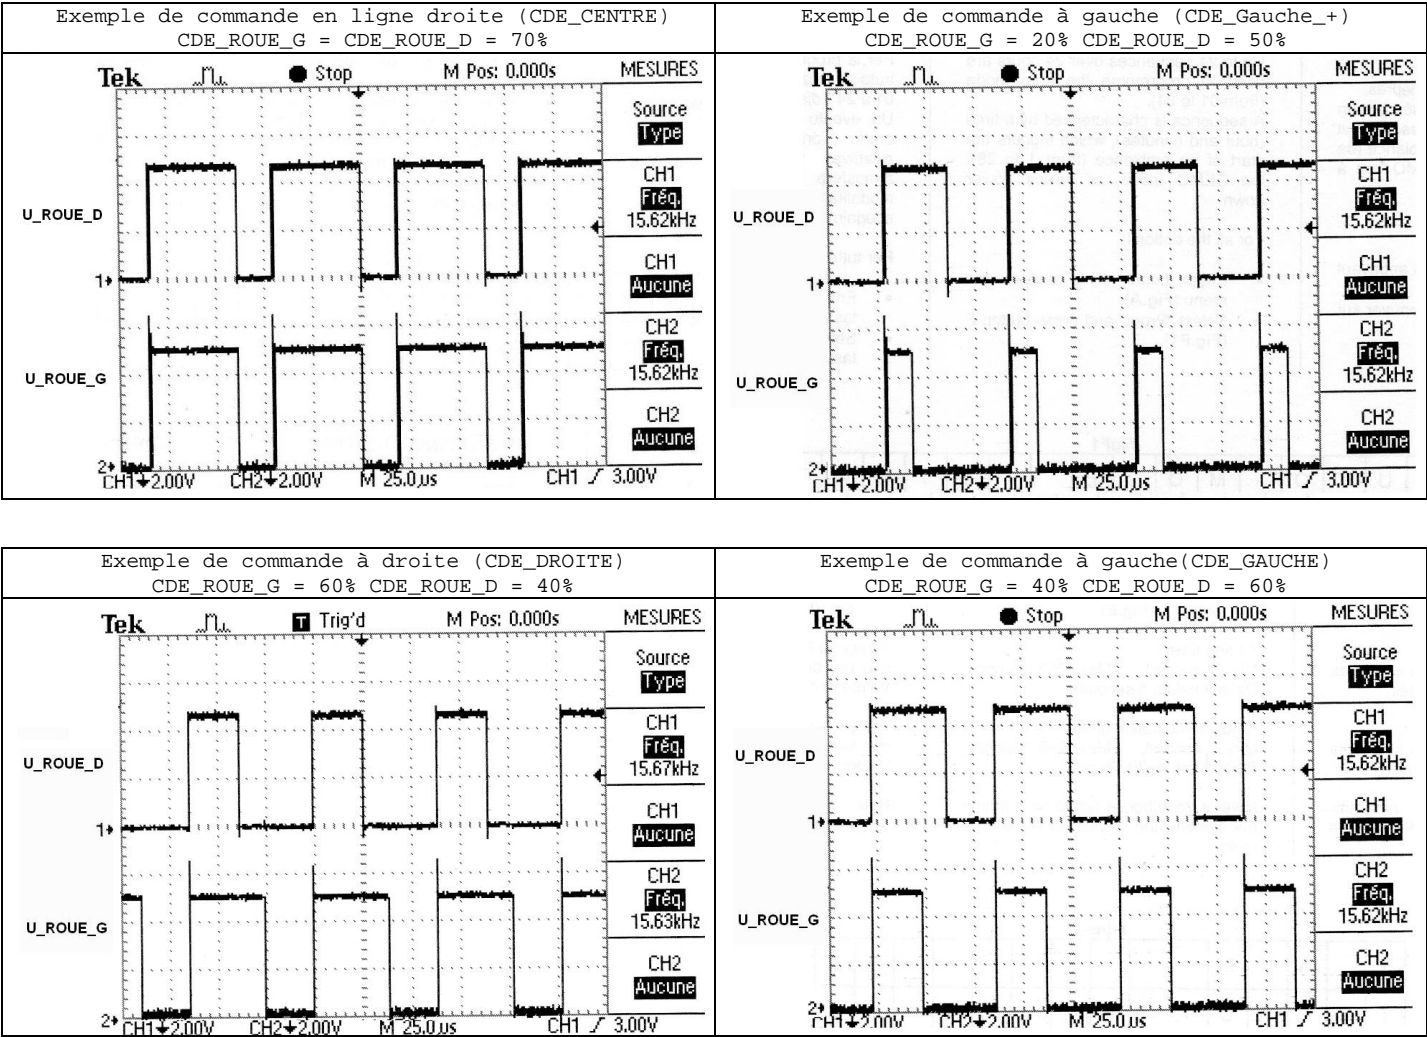 Exemple de commande en ligne droite (CDE_CENTRE)
CDE_ROUE_G = CDE_ROUE_D = 70%
Tek Stop M Pos: 0.000s MESURES
Source
Type
CH1
Fréq.
15.62kHz
U_ROUE_D
CH1
Aucune
1
CH2
Fréq.
15.62kHz
U_ROUE_G
CH2
Aucune
2
CH1 2.00V CH2 2.00V M 25.0µs CH1 3.00V
Exemple de commande à gauche (CDE_Gauche_+)
CDE_ROUE_G = 20% CDE_ROUE_D = 50%
Tek Stop M Pos: 0.000s MESURES
Source
Type
CH1
Fréq.
15.62kHz
U_ROUE_D
CH1
Aucune
1
CH2
Fréq.
15.62kHz
U_ROUE_G
CH2
Aucune
2
CH1 2.00V CH2 2.00V M 25.0µs CH1 3.00V
Exemple de commande à droite (CDE_DROITE)
CDE_ROUE_G = 60% CDE_ROUE_D = 40%
Tek T Trig'd M Pos: 0.000s MESURES
Source
Type
CH1
Fréq.
15.67kHz
U_ROUE_D
CH1
Aucune
1
CH2
Fréq.
15.63kHz
U_ROUE_G
CH2
Aucune
2
CH1 2.00V CH2 2.00V M 25.0µs CH1 3.00V
Exemple de commande à gauche(CDE_GAUCHE)
CDE_ROUE_G = 40% CDE_ROUE_D = 60%
Tek Stop M Pos: 0.000s MESURES
Source
Type
CH1
Fréq.
15.62kHz
U_ROUE_D
CH1
Aucune
1
CH2
Fréq.
15.62kHz
U_ROUE_G
CH2
Aucune
2
CH1 2.00V CH2 2.00V M 25.0µs CH1 3.00V